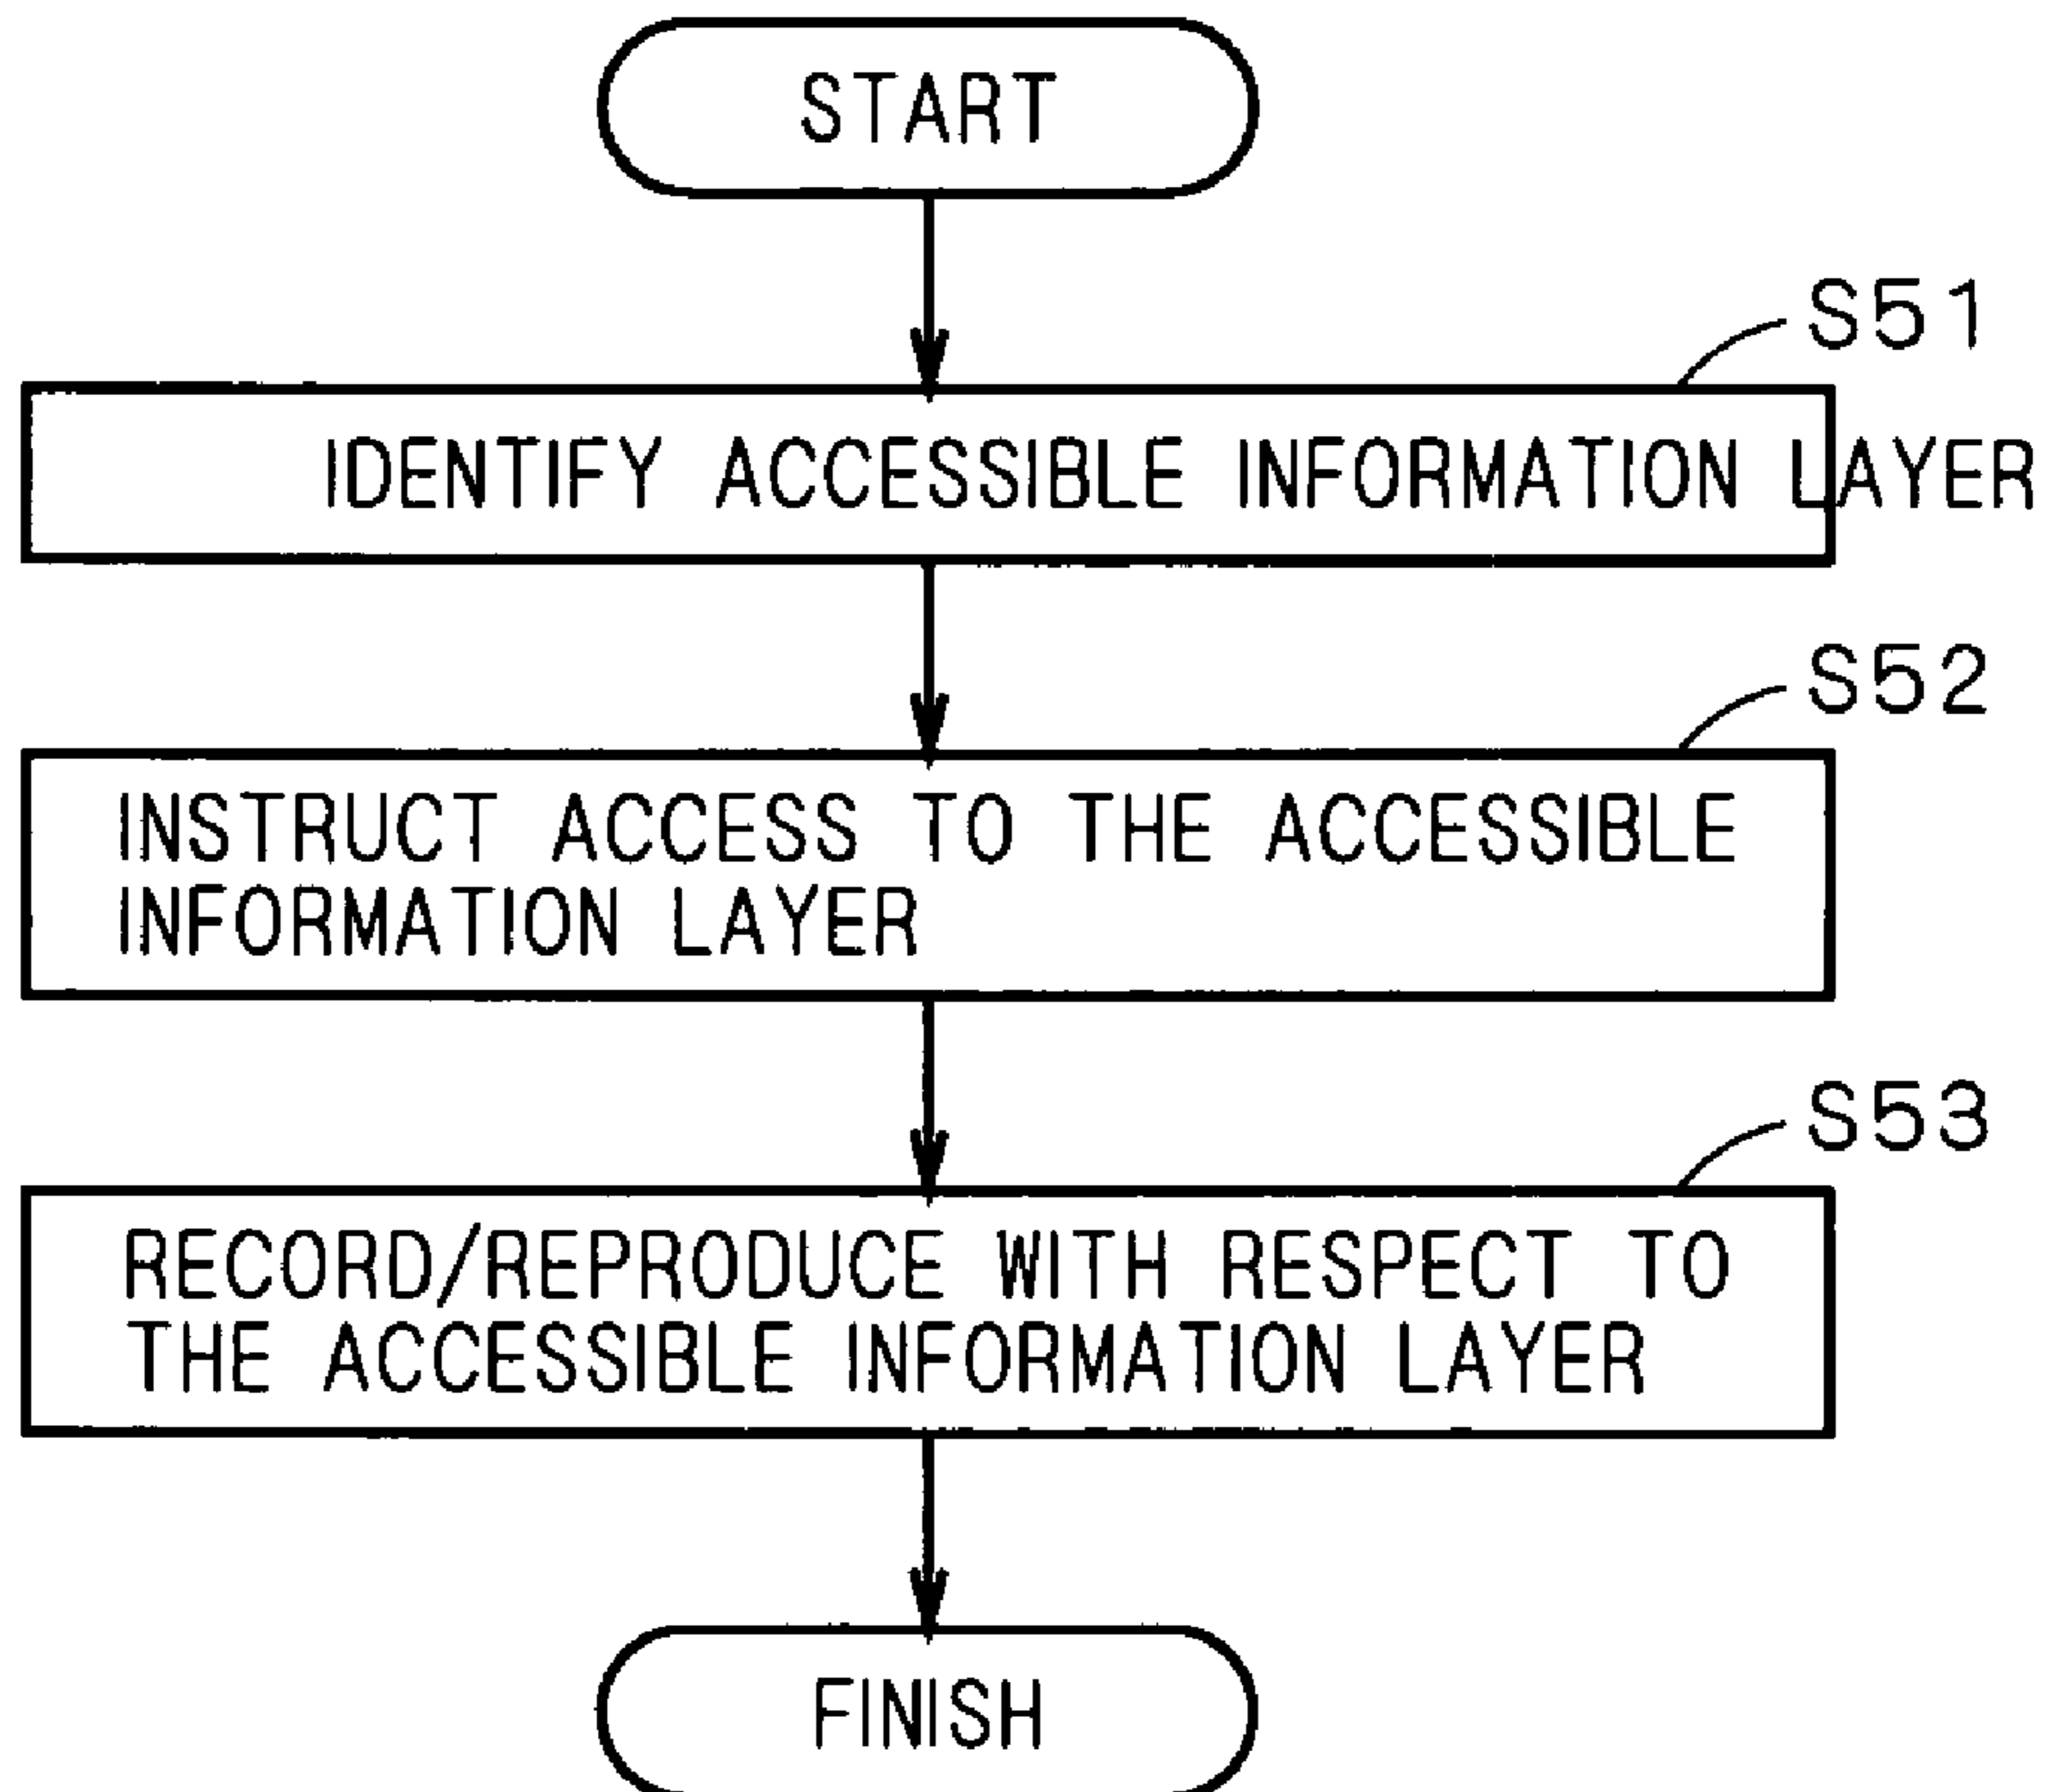 START
S51
IDENTIFY ACCESSIBLE INFORMATION LAYER
S52
INSTRUCT ACCESS TO THE ACCESSIBLE
INFORMATION LAYER
S53
RECORD/REPRODUCE WITH RESPECT TO
THE ACCESSIBLE INFORMATION LAYER
FINISH